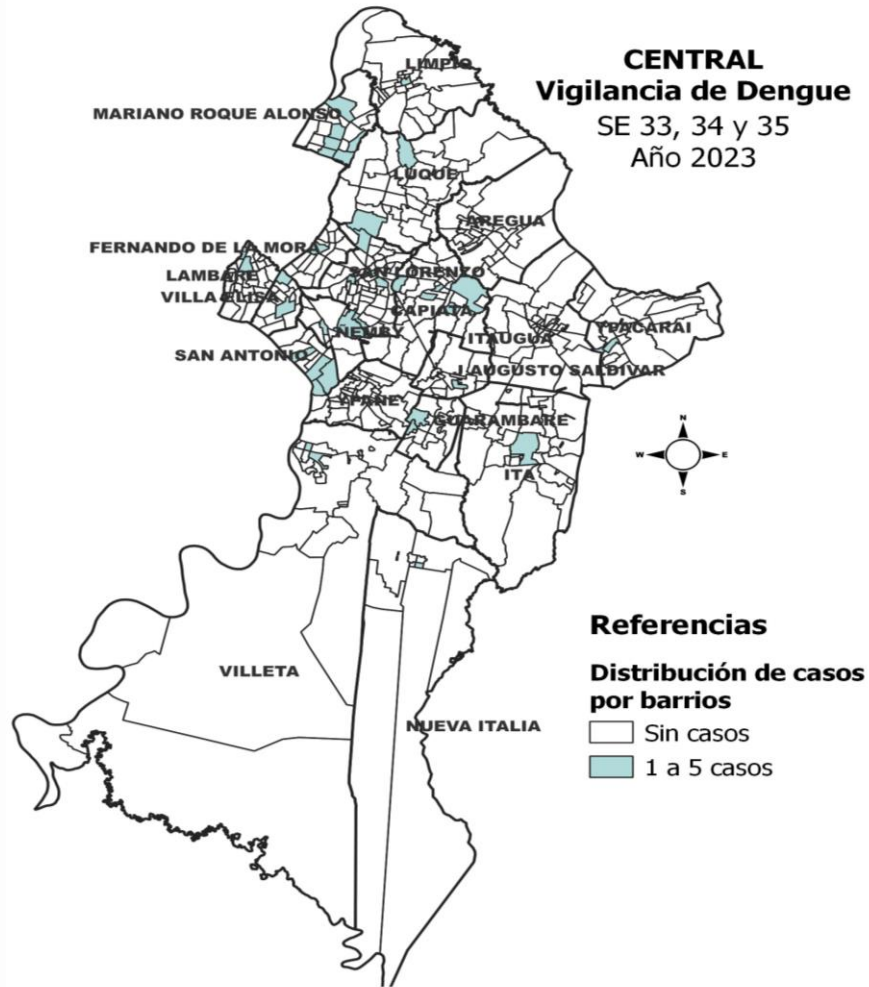 CENTRAL
Vigilancia de Dengue
SE 33, 34 y 35
Año 2023
LIMPIO
MARIANO ROQUE ALONSO
LUQUE
AREGUA
FERNANDO DE LA MORA
SAN LORENZO
LAMBARE
VILLA ELISA
CAPIATA
ÑEMBY
ITAUGUA
YPACARAI
SAN ANTONIO
J AUGUSTO SALDIVAR
YPANE
GUARAMBARE
ITA
N
W
E
S
VILLETA
NUEVA ITALIA
Referencias
Distribución de casos
por barrios
Sin casos
1 a 5 casos